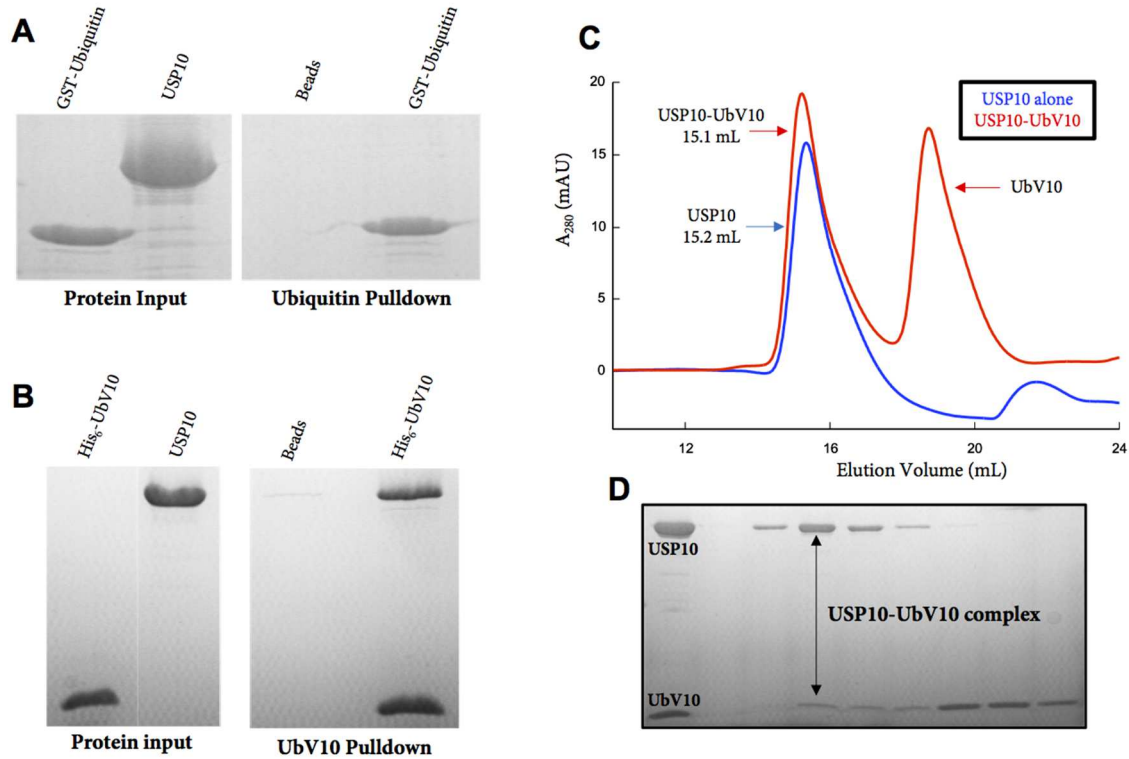 A
GST-Ubiquitin
USP10
Beads
GST-Ubiquitin
Protein Input
Ubiquitin Pulldown
B
His₆-UbV10
USP10
Beads
His₆-UbV10
Protein input
UbV10 Pulldown
C
20
15
10
5
0
A₂₈₀ (mAU)
USP10-UbV10
15.1 mL
USP10
15.2 mL
USP10 alone
USP10-UbV10
UbV10
12
16
20
24
Elution Volume (mL)
D
USP10
USP10-UbV10 complex
UbV10